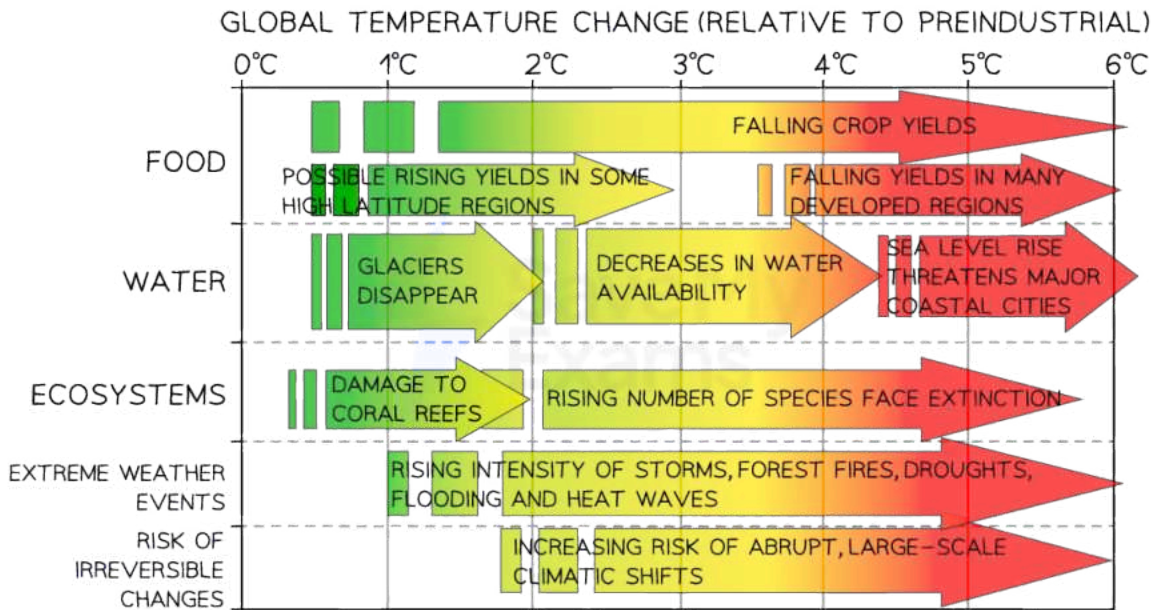 GLOBAL TEMPERATURE CHANGE (RELATIVE TO PREINDUSTRIAL)
0°C 1°C 2°C 3°C 4°C 5°C 6°C
FOOD
FALLING CROP YIELDS
POSSIBLE RISING YIELDS IN SOME
HIGH LATITUDE REGIONS
FALLING YIELDS IN MANY
DEVELOPED REGIONS
WATER
GLACIERS
DISAPPEAR
DECREASES IN WATER
AVAILABILITY
SEA LEVEL RISE
THREATENS MAJOR
COASTAL CITIES
ECOSYSTEMS
DAMAGE TO
CORAL REEFS
RISING NUMBER OF SPECIES FACE EXTINCTION
EXTREME WEATHER
EVENTS
RISING INTENSITY OF STORMS, FOREST FIRES, DROUGHTS,
FLOODING AND HEAT WAVES
RISK OF
IRREVERSIBLE
CHANGES
INCREASING RISK OF ABRUPT, LARGE-SCALE
CLIMATIC SHIFTS
Exams